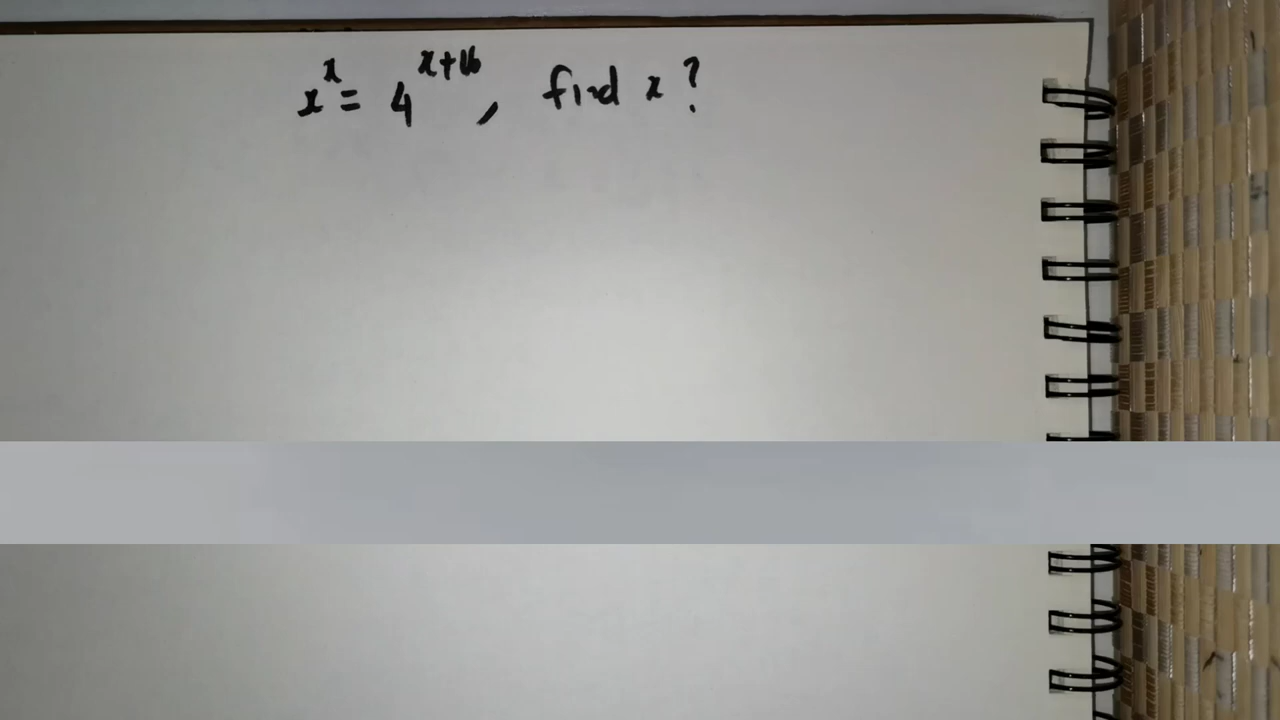 x^x = 4^{x+16}, find x?